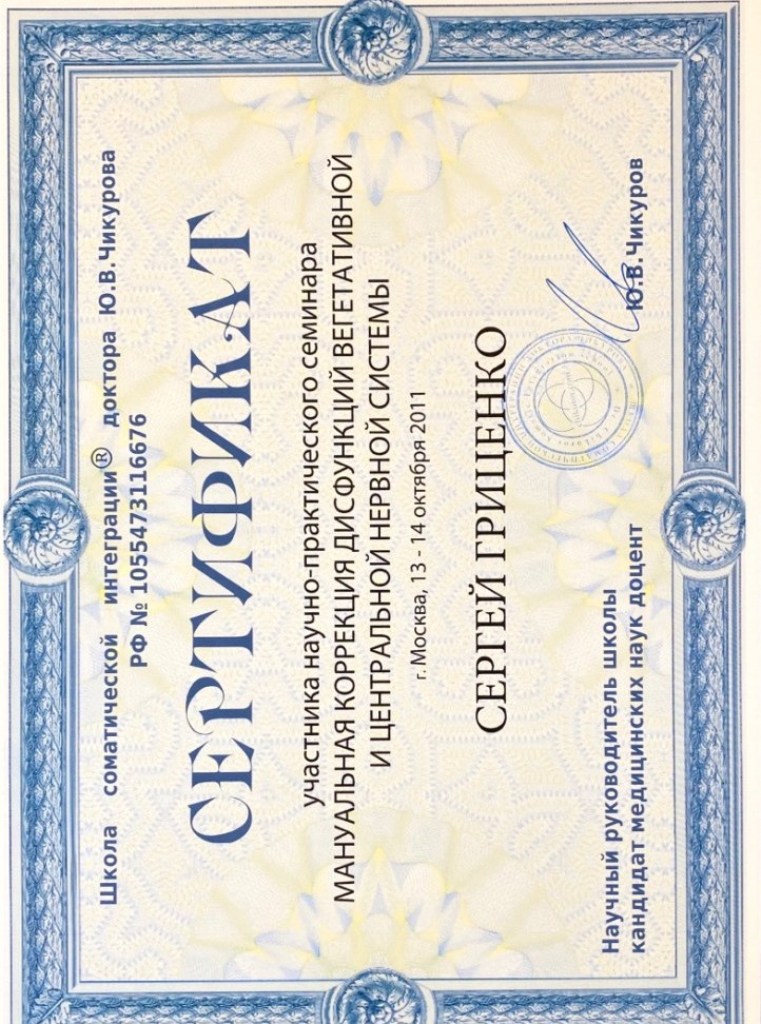 Школа соматической интеграции® доктора Ю.В.Чикурова
РФ № 1055473116676
СЕРТИФИКАТ
участника научно-практического семинара
МАНУАЛЬНАЯ КОРРЕКЦИЯ ДИСФУНКЦИЙ ВЕГЕТАТИВНОЙ
И ЦЕНТРАЛЬНОЙ НЕРВНОЙ СИСТЕМЫ
г. Москва, 13 - 14 октября 2011
СЕРГЕЙ ГРИЦЕНКО
Научный руководитель школы
кандидат медицинских наук доцент
Ю.В.Чикуров